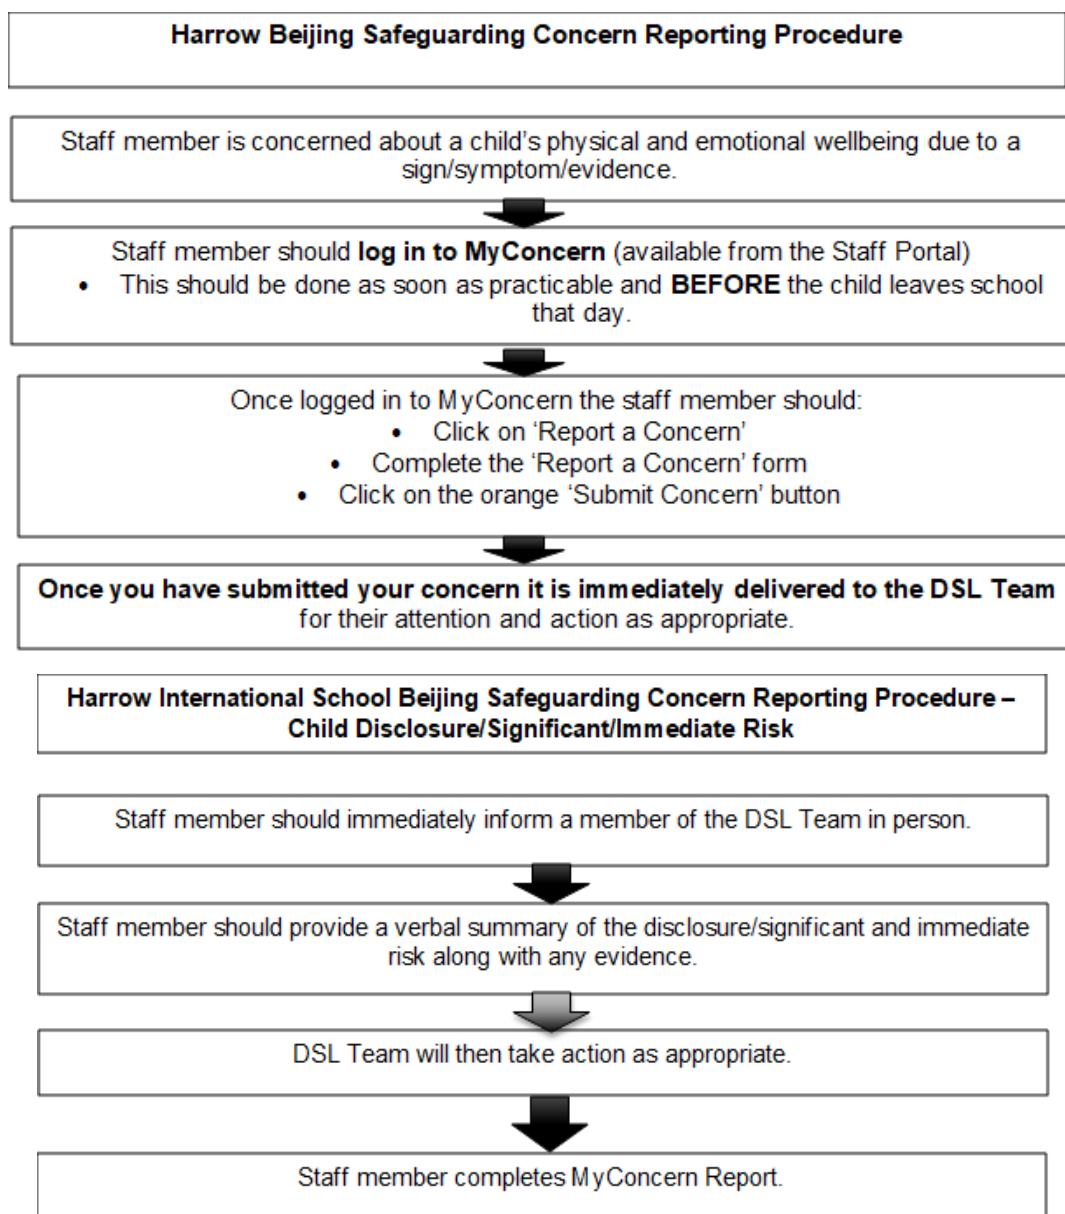 Harrow Beijing Safeguarding Concern Reporting Procedure
Staff member is concerned about a child's physical and emotional wellbeing due to a
sign/symptom/evidence.
Staff member should log in to MyConcern (available from the Staff Portal)
• This should be done as soon as practicable and BEFORE the child leaves school
that day.
Once logged in to MyConcern the staff member should:
• Click on ‘Report a Concern’
• Complete the ‘Report a Concern’ form
• Click on the orange ‘Submit Concern’ button
Once you have submitted your concern it is immediately delivered to the DSL Team
for their attention and action as appropriate.
Harrow International School Beijing Safeguarding Concern Reporting Procedure –
Child Disclosure/Significant/Immediate Risk
Staff member should immediately inform a member of the DSL Team in person.
Staff member should provide a verbal summary of the disclosure/significant and immediate
risk along with any evidence.
DSL Team will then take action as appropriate.
Staff member completes MyConcern Report.